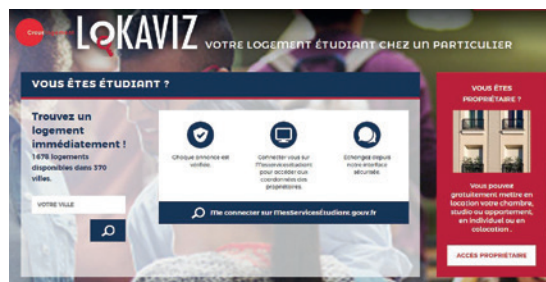 Crous
LOKAVIZ VOTRE LOGEMENT ÉTUDIANT CHEZ UN PARTICULIER
VOUS ÊTES ÉTUDIANT ?
Trouvez un
logement
immédiatement !
1678 logements
disponibles dans 370
villes.
VOTRE VILLE
Chaque annonce est
vérifiée.
Connectez vous sur
MesServicesEtudiant
pour accéder aux
coordonnées des
propriétaires.
Echangez depuis
notre interface
sécurisée.
Me connecter sur MesServicesEtudiant.gouv.fr
VOUS ÊTES
PROPRIÉTAIRE ?
Vous pouvez
gratuitement mettre en
location votre chambre,
studio ou appartement,
en individuel ou en
colocation .
ACCÈS PROPRIÉTAIRE